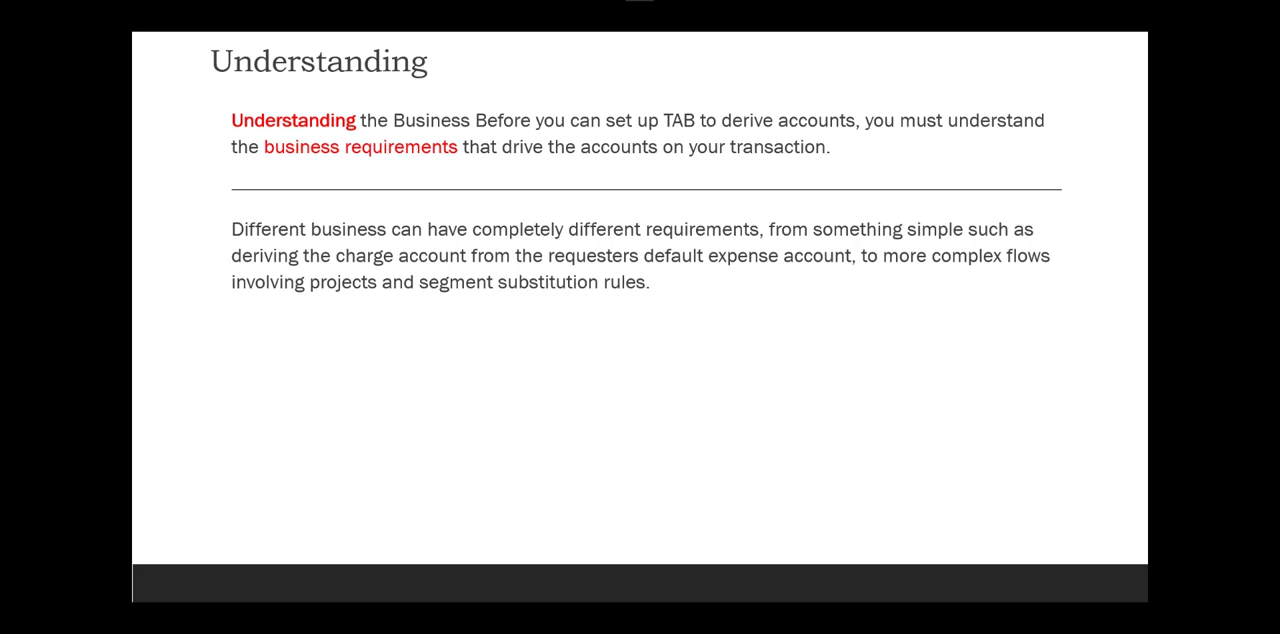 Understanding
Understanding the Business Before you can set up TAB to derive accounts, you must understand
the business requirements that drive the accounts on your transaction.
Different business can have completely different requirements, from something simple such as
deriving the charge account from the requesters default expense account, to more complex flows
involving projects and segment substitution rules.